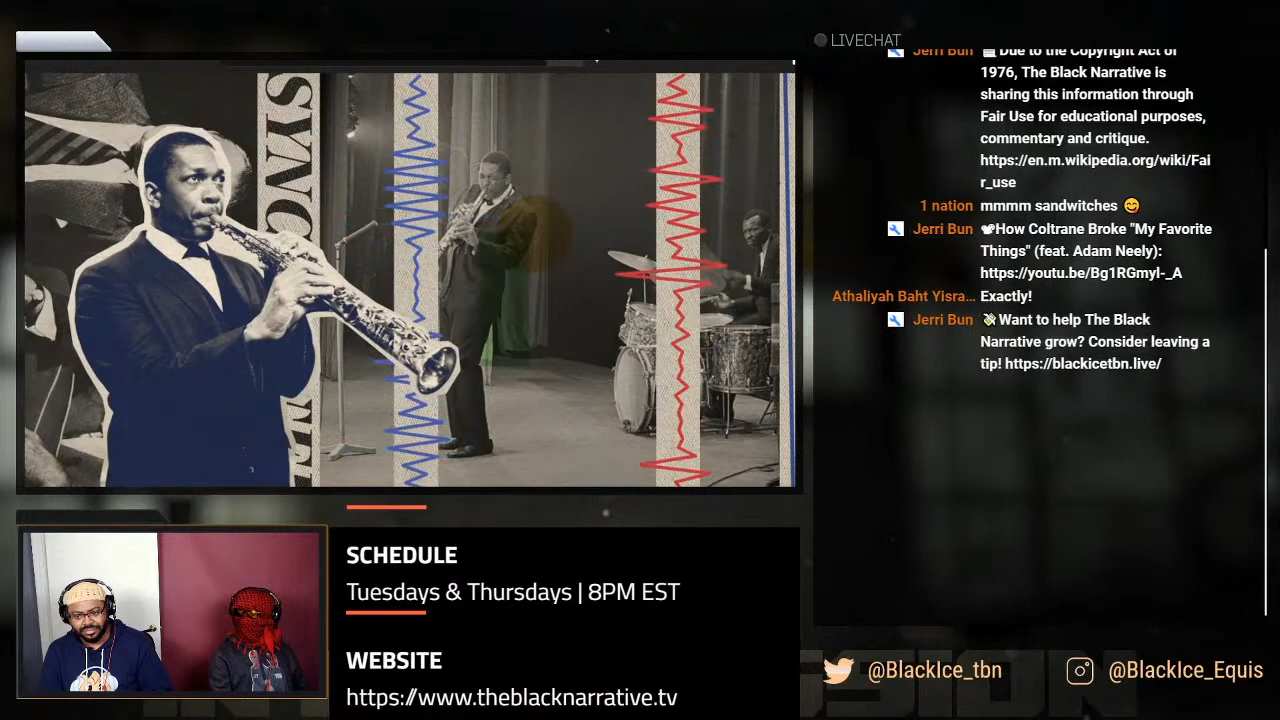 LIVECHAT
Jerri Bun 🧾Due to the Copyright Act of
1976, The Black Narrative is
sharing this information through
Fair Use for educational purposes,
commentary and critique.
https://en.m.wikipedia.org/wiki/Fai
r_use
1 nation mmmm sandwitches 😊
Jerri Bun 📽How Coltrane Broke "My Favorite
Things" (feat. Adam Neely):
https://youtu.be/Bg1RGmyl-_A
Athaliyah Baht Yisra... Exactly!
Jerri Bun 💸Want to help The Black
Narrative grow? Consider leaving a
tip! https://blackicetbn.live/
SCHEDULE
Tuesdays & Thursdays | 8PM EST
WEBSITE
https://www.theblacknarrative.tv
@BlackIce_tbn
@BlackIce_Equis